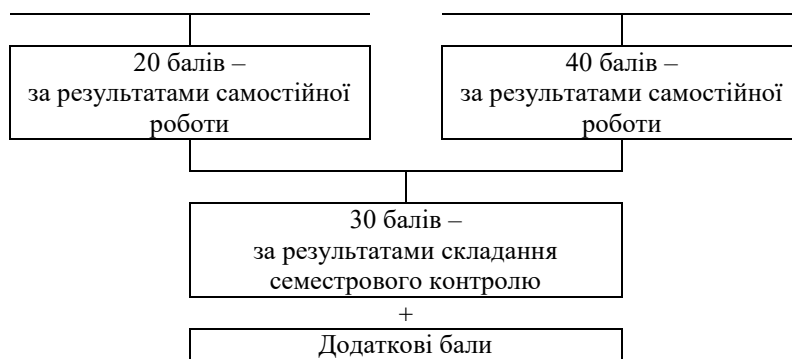 20 балів –
за результатами самостійної
роботи
40 балів –
за результатами самостійної
роботи
30 балів –
за результатами складання
семестрового контролю
+
Додаткові бали